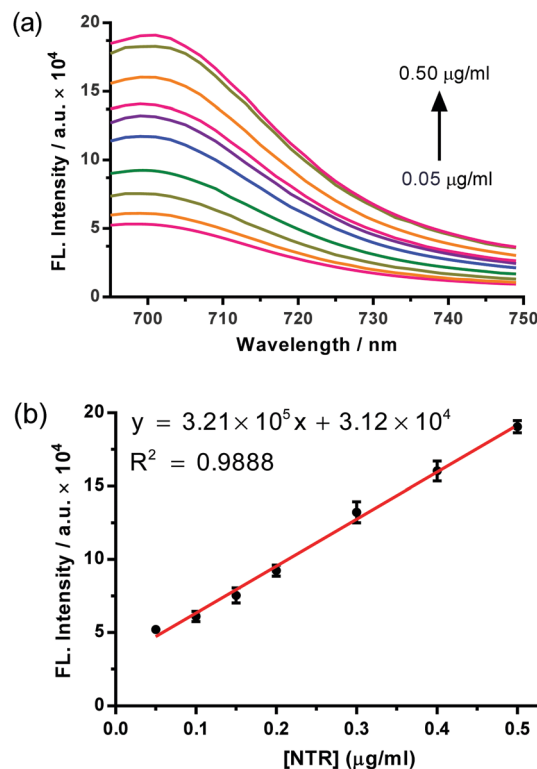 (a)
FL. Intensity / a.u. × 10⁴
20
15
10
5
0
0.50 µg/ml
0.05 µg/ml
700 710 720 730 740 750
Wavelength / nm
(b)
FL. Intensity / a.u. × 10⁴
20
15
10
5
0
y = 3.21 × 10⁵ x + 3.12 × 10⁴
R² = 0.9888
0.0 0.1 0.2 0.3 0.4 0.5
[NTR] (µg/ml)